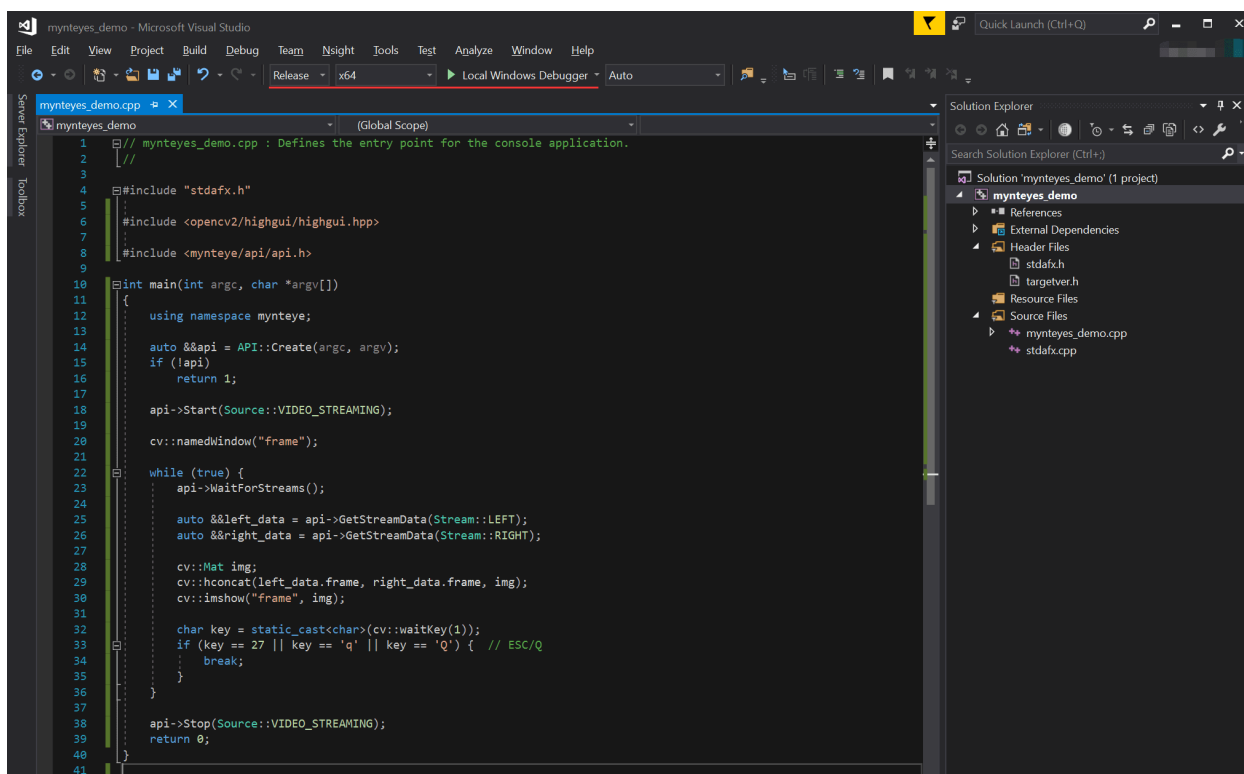 mynteyes_demo - Microsoft Visual Studio
Quick Launch (Ctrl+Q)
File Edit View Project Build Debug Team Nsight Tools Test Analyze Window Help
Release x64 Local Windows Debugger Auto
Server Explorer
Toolbox
mynteyes_demo.cpp
mynteyes_demo (Global Scope)
1 // mynteyes_demo.cpp : Defines the entry point for the console application.
2 //
3
4 #include "stdafx.h"
5
6 #include <opencv2/highgui/highgui.hpp>
7
8 #include <mynteye/api/api.h>
9
10 int main(int argc, char *argv[])
11 {
12 using namespace mynteye;
13
14 auto &&api = API::Create(argc, argv);
15 if (!api)
16 return 1;
17
18 api->Start(Source::VIDEO_STREAMING);
19
20 cv::namedWindow("frame");
21
22 while (true) {
23 api->WaitForStreams();
24
25 auto &&left_data = api->GetStreamData(Stream::LEFT);
26 auto &&right_data = api->GetStreamData(Stream::RIGHT);
27
28 cv::Mat img;
29 cv::hconcat(left_data.frame, right_data.frame, img);
30 cv::imshow("frame", img);
31
32 char key = static_cast<char>(cv::waitKey(1));
33 if (key == 27 || key == 'q' || key == 'Q') { // ESC/Q
34 break;
35 }
36 }
37
38 api->Stop(Source::VIDEO_STREAMING);
39 return 0;
40 }
41
Solution Explorer
Search Solution Explorer (Ctrl+;)
Solution 'mynteyes_demo' (1 project)
mynteyes_demo
References
External Dependencies
Header Files
stdafx.h
targetver.h
Resource Files
Source Files
mynteyes_demo.cpp
stdafx.cpp